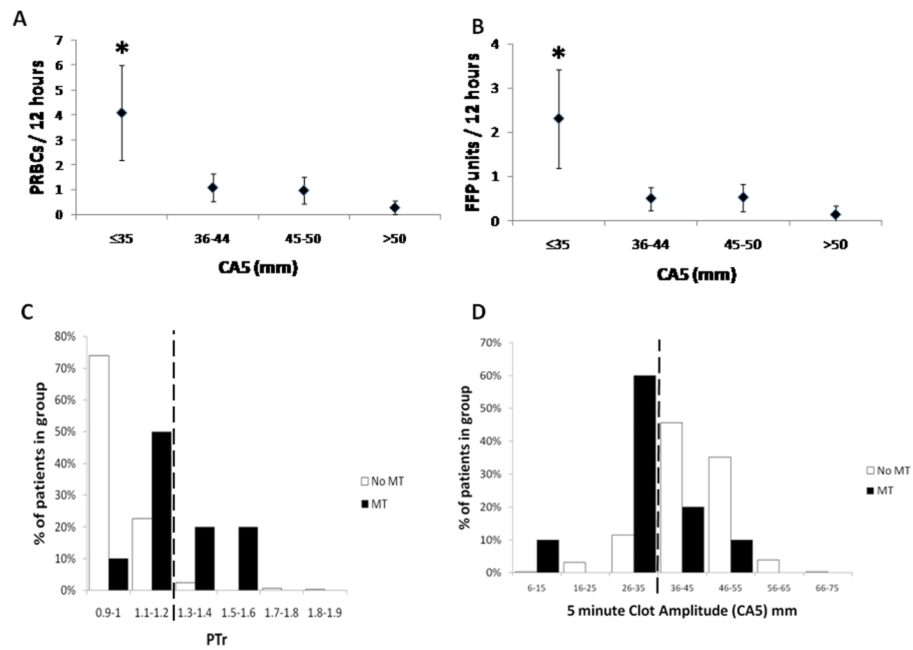 A
PRBCs / 12 hours
7
6
5
4
3
2
1
0
*
≤35 36-44 45-50 >50
CA5 (mm)
B
FFP units / 12 hours
4
3
2
1
0
*
≤35 36-44 45-50 >50
CA5 (mm)
C
% of patients in group
80%
70%
60%
50%
40%
30%
20%
10%
0%
0.9-1 1.1-1.2 1.3-1.4 1.5-1.6 1.7-1.8 1.8-1.9
PTr
No MT
MT
D
% of patients in group
70%
60%
50%
40%
30%
20%
10%
0%
6-15 16-25 26-35 36-45 46-55 56-65 66-75
5 minute Clot Amplitude (CA5) mm
No MT
MT